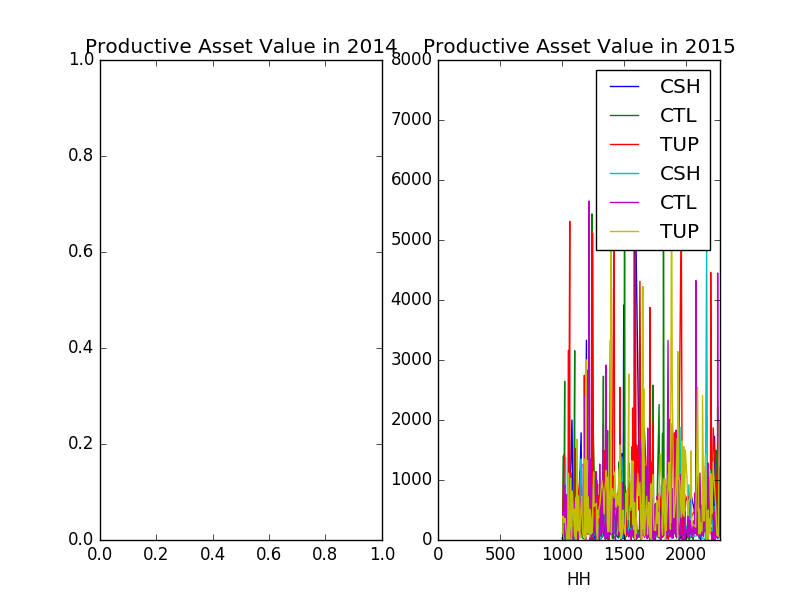 Productive Asset Value in 2014
1.0
0.8
0.6
0.4
0.2
0.0
0.0 0.2 0.4 0.6 0.8 1.0
Productive Asset Value in 2015
8000
7000
6000
5000
4000
3000
2000
1000
0
0 500 1000 1500 2000
HH
CSH
CTL
TUP
CSH
CTL
TUP